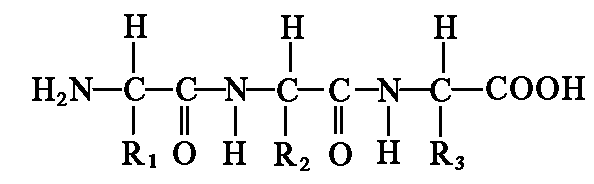 H H H
H₂N—C—C—N—C—C—N—C—COOH
R₁ O H R₂ O H R₃